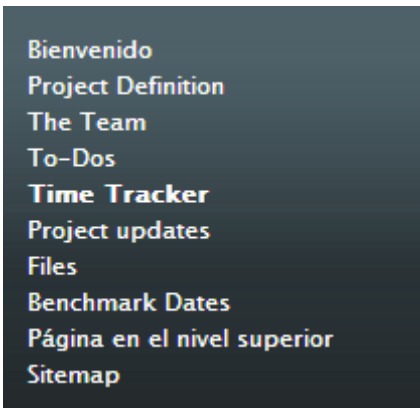 Bienvenido
Project Definition
The Team
To-Dos
Time Tracker
Project updates
Files
Benchmark Dates
Página en el nivel superior
Sitemap